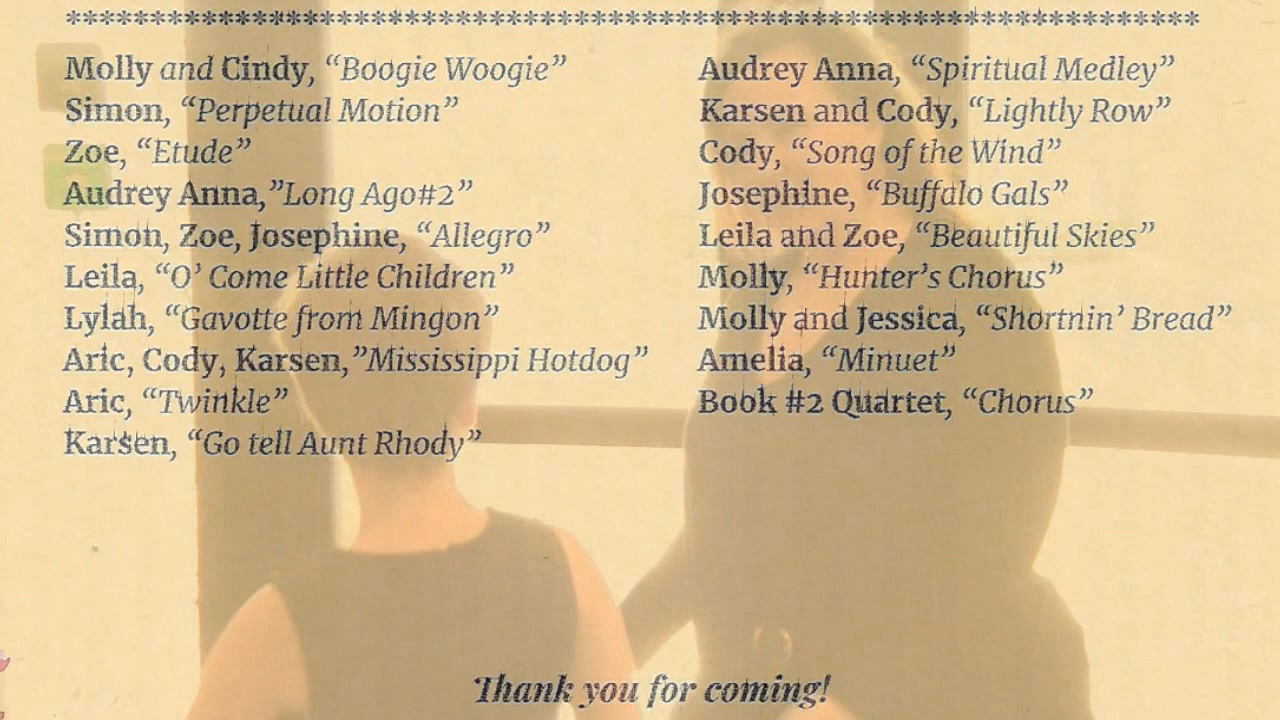 ******************************************************************************
Molly and Cindy, “Boogie Woogie”
Simon, “Perpetual Motion”
Zoe, “Etude”
Audrey Anna,”Long Ago#2”
Simon, Zoe, Josephine, “Allegro”
Leila, “O’ Come Little Children”
Lylah, “Gavotte from Mingon”
Aric, Cody, Karsen,”Mississippi Hotdog”
Aric, “Twinkle”
Karsen, “Go tell Aunt Rhody”
Audrey Anna, “Spiritual Medley”
Karsen and Cody, “Lightly Row”
Cody, “Song of the Wind”
Josephine, “Buffalo Gals”
Leila and Zoe, “Beautiful Skies”
Molly, “Hunter’s Chorus”
Molly and Jessica, “Shortnin’ Bread”
Amelia, “Minuet”
Book #2 Quartet, “Chorus”
Thank you for coming!